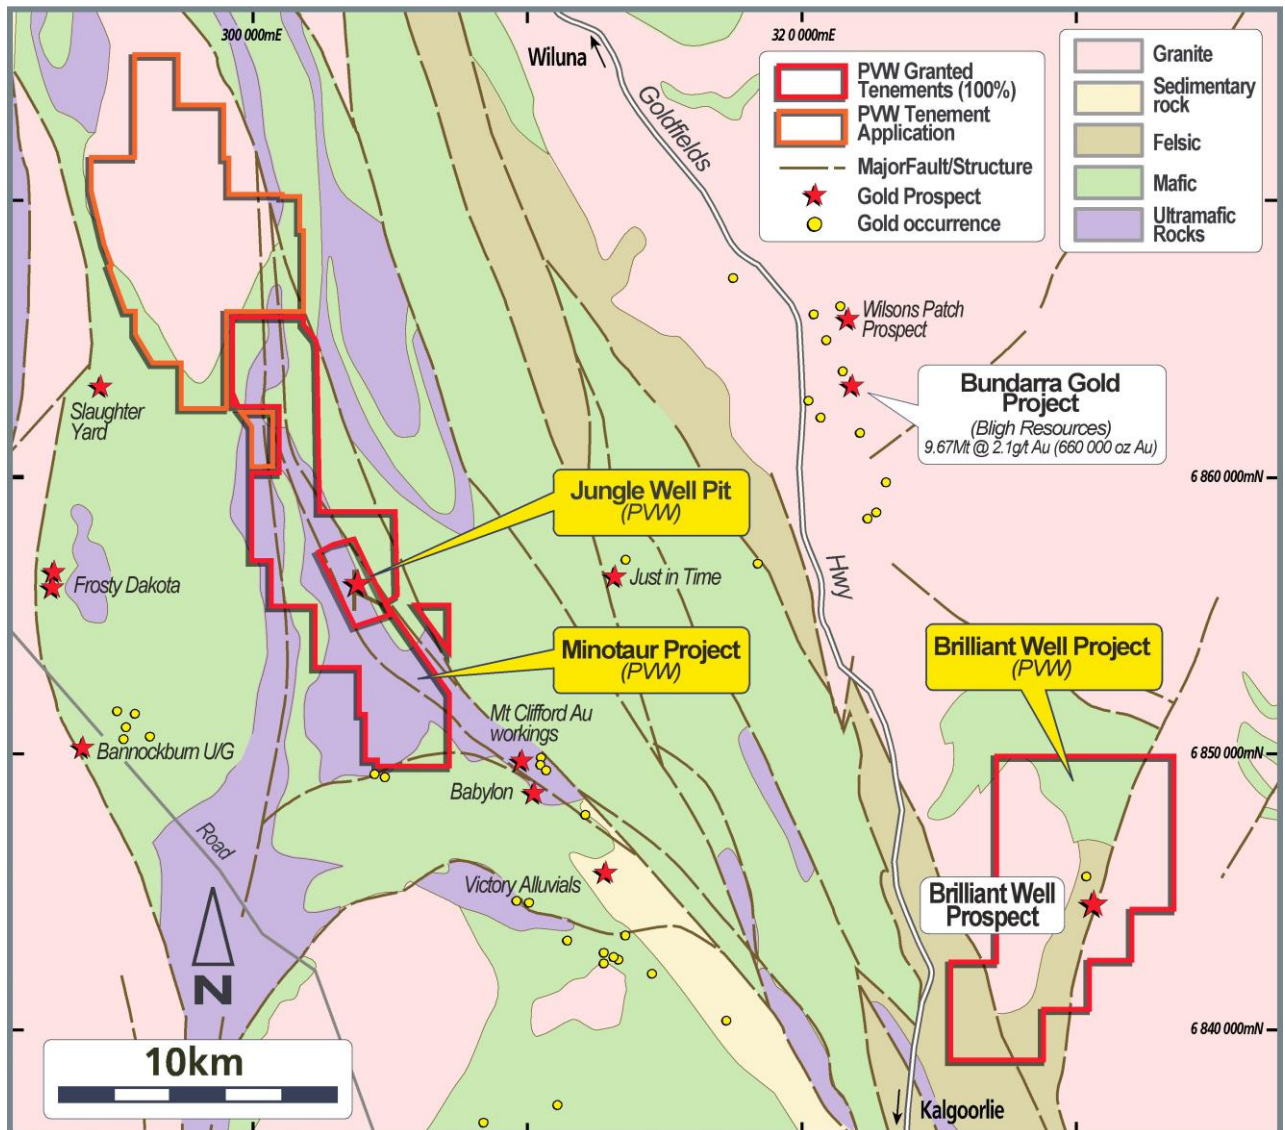 300 000mE
32 0 000mE
Wiluna
Goldfields
Hwy
PVW Granted
Tenements (100%)
PVW Tenement
Application
MajorFault/Structure
Gold Prospect
Gold occurrence
Granite
Sedimentary
rock
Felsic
Mafic
Ultramafic
Rocks
Wilsons Patch
Prospect
Bundarra Gold
Project
(Bligh Resources)
9.67Mt @ 2.1g/t Au (660 000 oz Au)
Slaughter
Yard
6 860 000mN
Jungle Well Pit
(PVW)
Frosty Dakota
Just in Time
Minotaur Project
(PVW)
Brilliant Well Project
(PVW)
Mt Clifford Au
workings
Bannockburn U/G
6 850 000mN
Babylon
Road
Victory Alluvials
Brilliant Well
Prospect
N
6 840 000mN
10km
Kalgoorlie